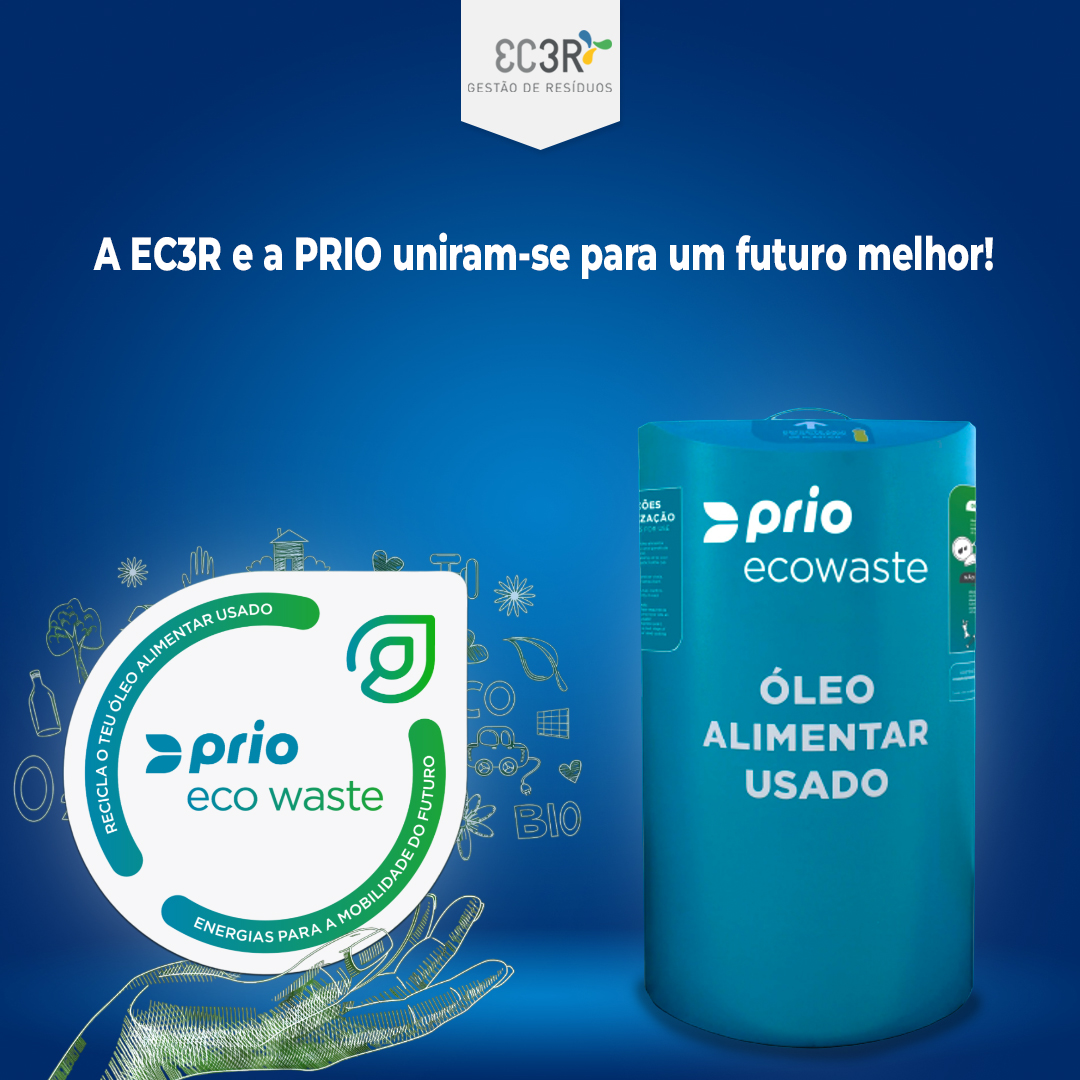 EC3R
GESTÃO DE RESÍDUOS
A EC3R e a PRIO uniram-se para um futuro melhor!
prio
ecowaste
ÓLEO
ALIMENTAR
USADO
RECICLA O TEU ÓLEO ALIMENTAR USADO
prio
eco waste
ENERGIAS PARA A MOBILIDADE DO FUTURO
BIO